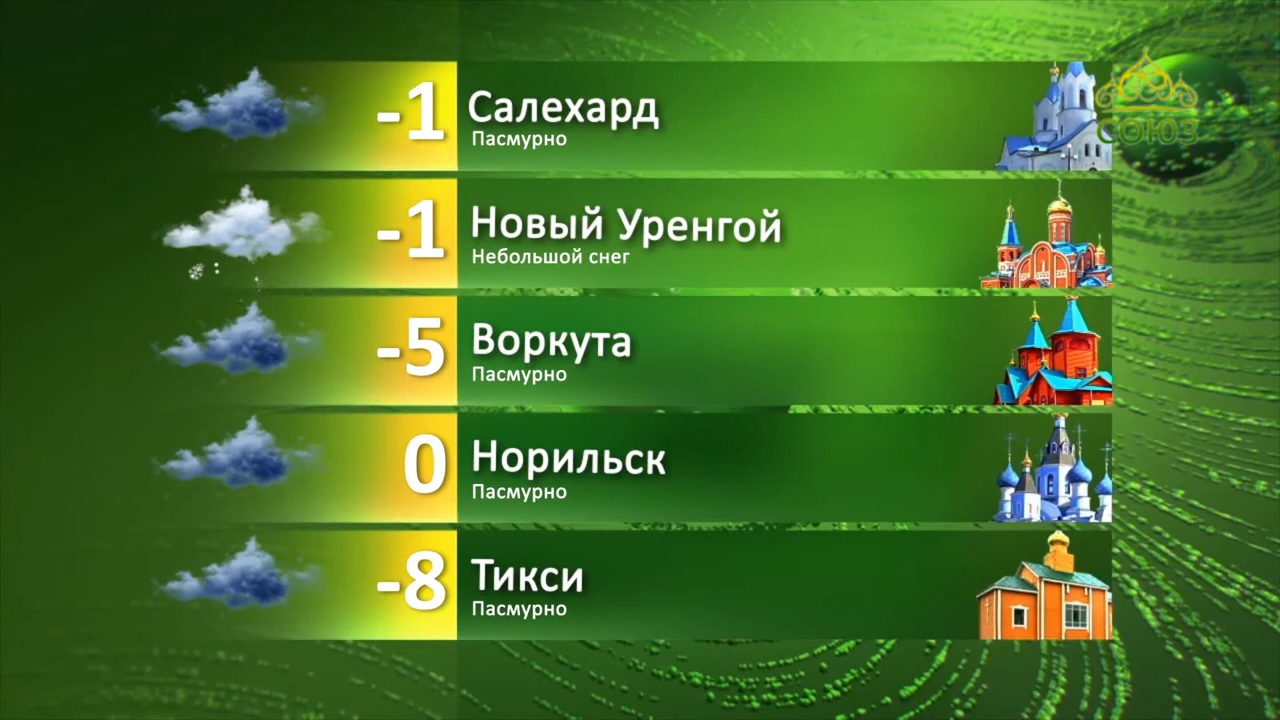 СОЮЗ
-1
Салехард
Пасмурно
-1
Новый Уренгой
Небольшой снег
-5
Воркута
Пасмурно
0
Норильск
Пасмурно
-8
Тикси
Пасмурно